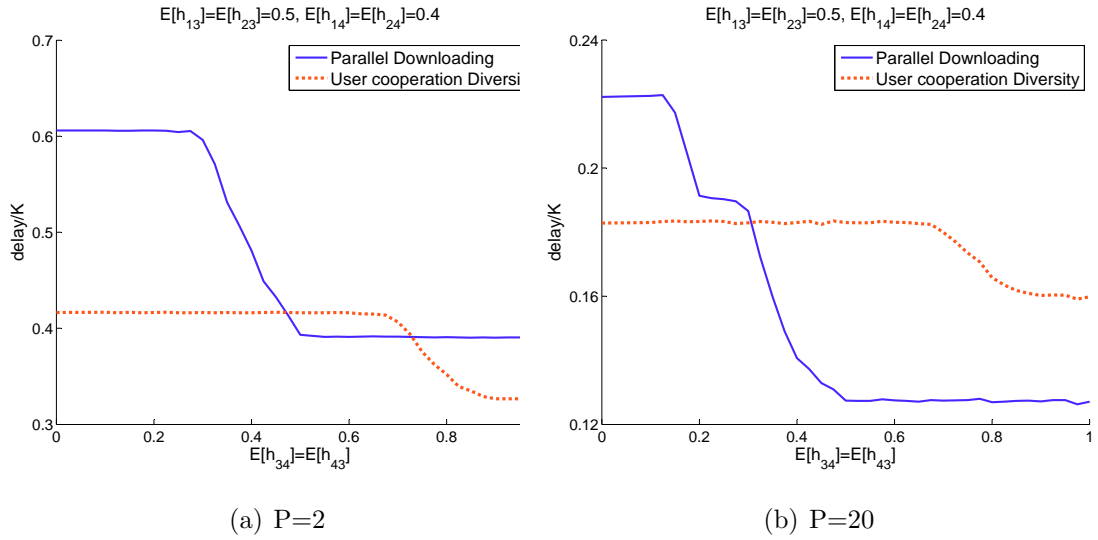 E[h13]=E[h23]=0.5, E[h14]=E[h24]=0.4
0.7
0.6
0.5
0.4
0.3
delay/K
Parallel Downloading
User cooperation Diversi
0
0.2
0.4
0.6
0.8
E[h34]=E[h43]
(a) P=2
E[h13]=E[h23]=0.5, E[h14]=E[h24]=0.4
0.24
0.2
0.16
0.12
delay/K
Parallel Downloading
User cooperation Diversity
0
0.2
0.4
0.6
0.8
1
E[h34]=E[h43]
(b) P=20